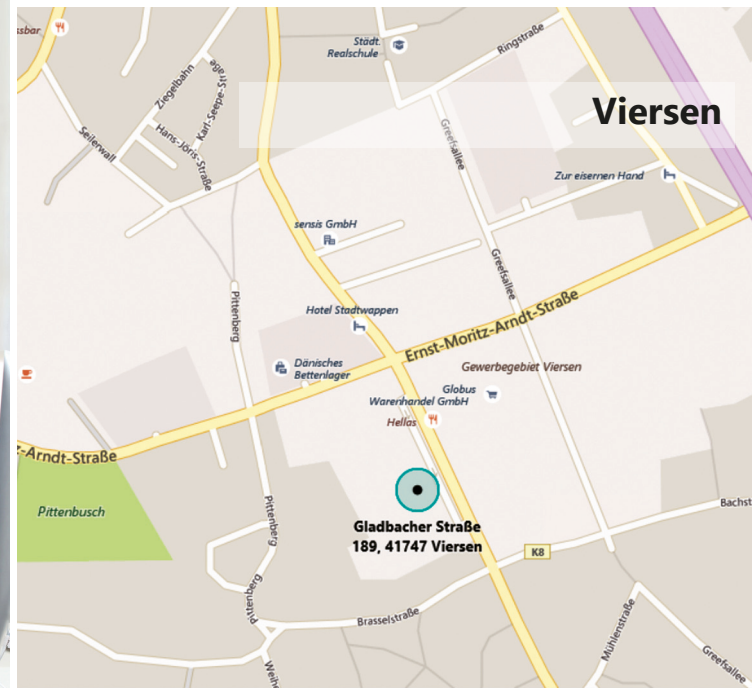 ssbar
Städt.
Realschule
Ringstraße
Viersen
Ziegelbahn
Karl-Seepe-Straße
Hans-Joris-Straße
Seilerwall
Greefsallee
Zur eisernen Hand
sensis GmbH
Greefsallee
Pittenberg
Hotel Stadtwappen
Ernst-Moritz-Arndt-Straße
Dänisches
Bettenlager
Gewerbegebiet Viersen
Globus
Warenhandel GmbH
Hellas
z-Arndt-Straße
Pittenbusch
Pittenberg
Bachst
Gladbacher Straße
189, 41747 Viersen
K8
Pittenberg
Brasselstraße
Mühlenstraße
Greefsallee
Weihe